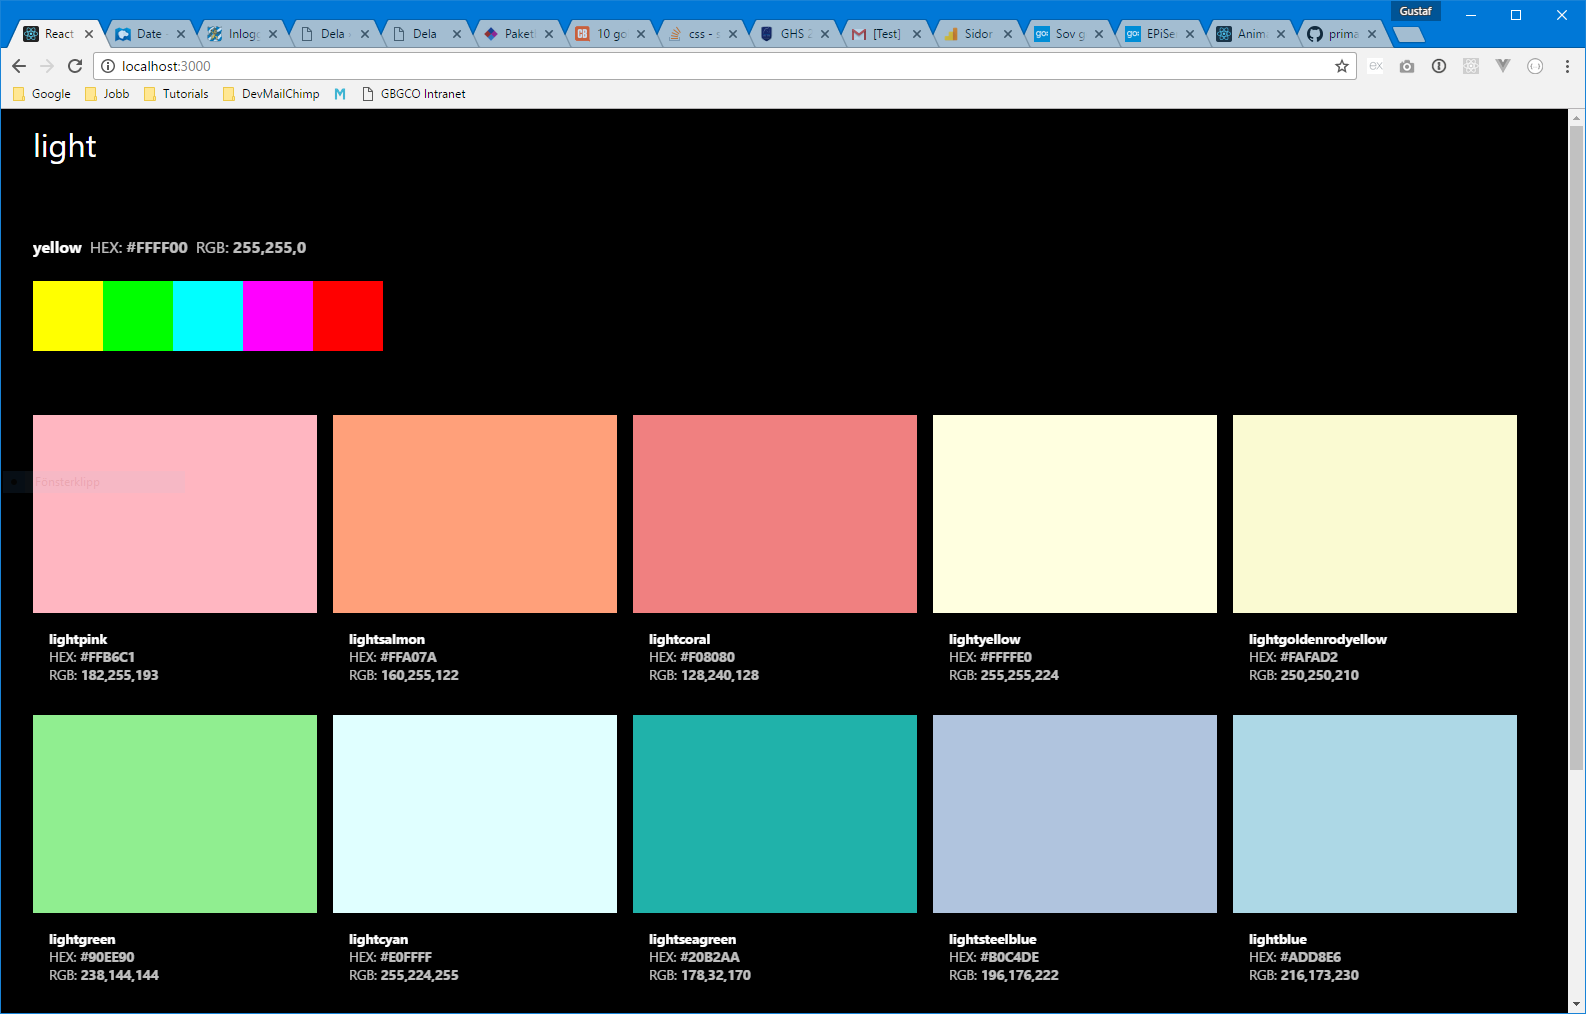 Gustaf
React
Date
Inlogg
Dela
Dela
Paketl
10 go
css - s
GHS 2
[Test]
Sidor
Sov g
EPiSe
Anim
prima
localhost:3000
Google
Jobb
Tutorials
DevMailChimp
GBGCO Intranet
light
yellow HEX: #FFFF00 RGB: 255,255,0
Fönsterklipp
lightpink
HEX: #FFB6C1
RGB: 182,255,193
lightsalmon
HEX: #FFA07A
RGB: 160,255,122
lightcoral
HEX: #F08080
RGB: 128,240,128
lightyellow
HEX: #FFFFE0
RGB: 255,255,224
lightgoldenrodyellow
HEX: #FAFAD2
RGB: 250,250,210
lightgreen
HEX: #90EE90
RGB: 238,144,144
lightcyan
HEX: #E0FFFF
RGB: 255,224,255
lightseagreen
HEX: #20B2AA
RGB: 178,32,170
lightsteelblue
HEX: #B0C4DE
RGB: 196,176,222
lightblue
HEX: #ADD8E6
RGB: 216,173,230